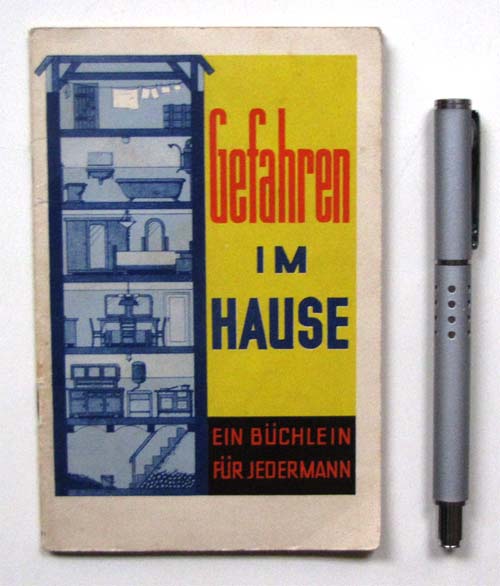 Gefahren
IM
HAUSE
EIN BÜCHLEIN
FÜR JEDERMANN